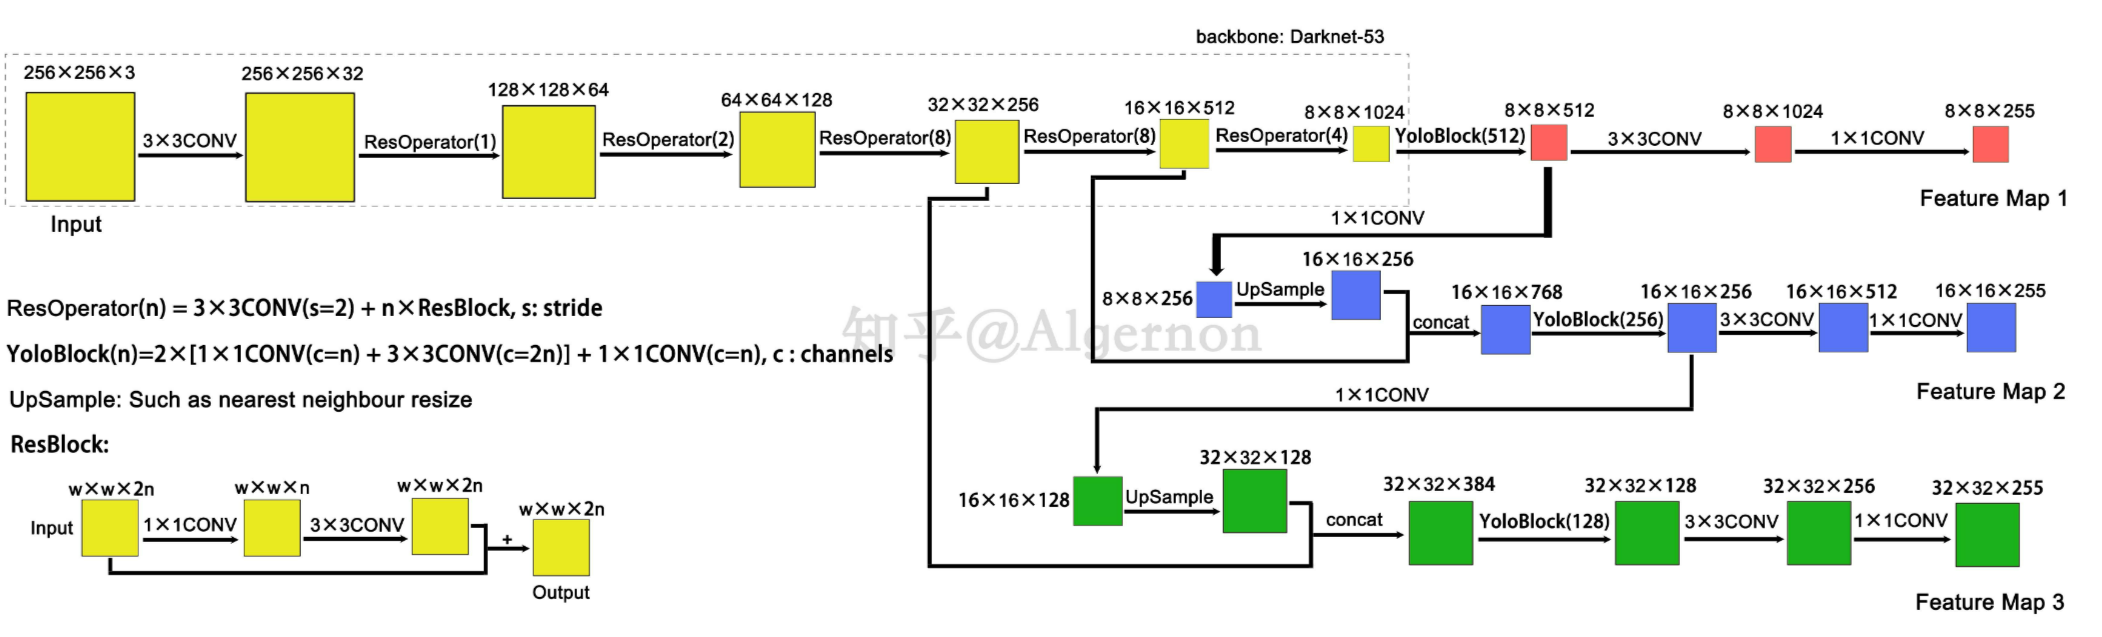 backbone: Darknet-53
256×256×3
3×3CONV
256×256×32
ResOperator(1)
128×128×64
ResOperator(2)
64×64×128
ResOperator(8)
32×32×256
ResOperator(8)
16×16×512
ResOperator(4)
8×8×1024
YoloBlock(512)
8×8×512
3×3CONV
8×8×1024
1×1CONV
8×8×255
Input
Feature Map 1
1×1CONV
8×8×256
UpSample
16×16×256
concat
16×16×768
YoloBlock(256)
16×16×256
3×3CONV
16×16×512
1×1CONV
16×16×255
Feature Map 2
ResOperator(n) = 3×3CONV(s=2) + n×ResBlock, s: stride
YoloBlock(n)=2×[1×1CONV(c=n) + 3×3CONV(c=2n)] + 1×1CONV(c=n), c : channels
UpSample: Such as nearest neighbour resize
知乎@Algernon
1×1CONV
16×16×128
UpSample
32×32×128
concat
32×32×384
YoloBlock(128)
32×32×128
3×3CONV
32×32×256
1×1CONV
32×32×255
Feature Map 3
ResBlock:
w×w×2n
Input
1×1CONV
w×w×n
3×3CONV
w×w×2n
+
w×w×2n
Output